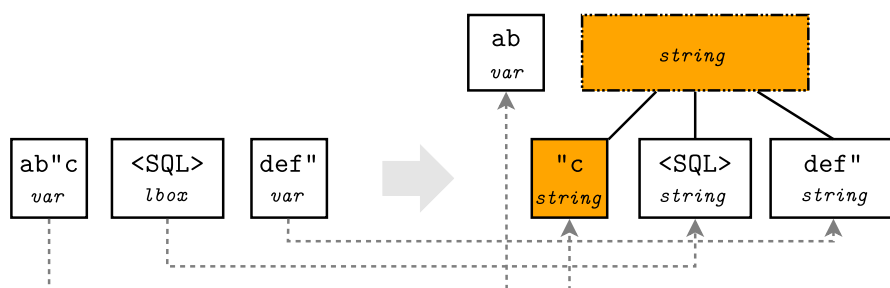 ab
var
string
ab"c
var
<SQL>
lbox
def"
var
"c
string
<SQL>
string
def"
string